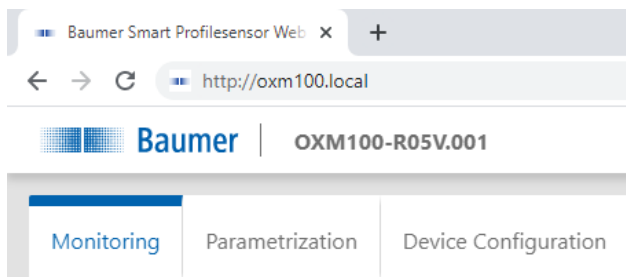 Baumer Smart Profilesensor Web
http://oxm100.local
Baumer OXM100-R05V.001
Monitoring Parametrization Device Configuration